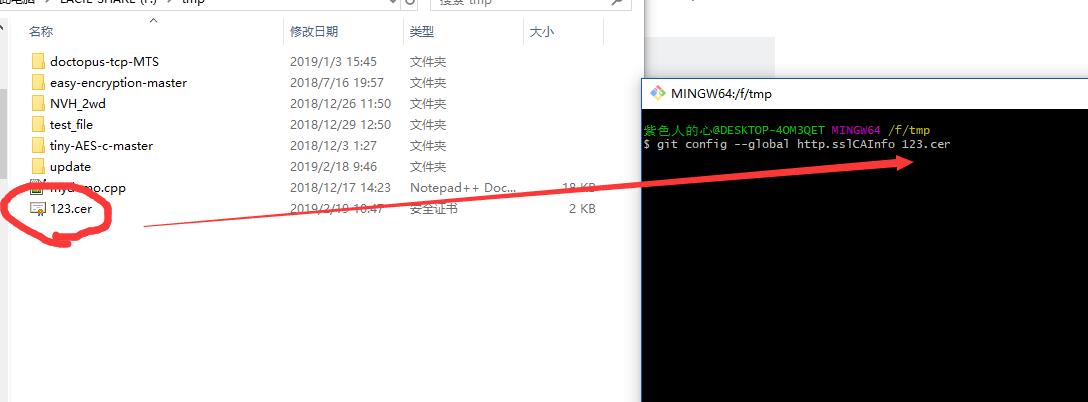 此电脑 LACIE SHARE (F:) tmp
搜索"tmp"
名称 修改日期 类型 大小
doctopus-tcp-MTS 2019/1/3 15:45 文件夹
easy-encryption-master 2018/7/16 19:57 文件夹
NVH_2wd 2018/12/26 11:50 文件夹
test_file 2018/12/29 12:50 文件夹
tiny-AES-c-master 2018/12/3 1:27 文件夹
update 2019/2/18 9:46 文件夹
mydemo.cpp 2018/12/17 14:23 Notepad++ Doc... 18 KB
123.cer 2019/2/19 10:47 安全证书 2 KB
MINGW64:/f/tmp
紫色人的心@DESKTOP-4OM3QET MINGW64 /f/tmp
$ git config --global http.sslCAInfo 123.cer